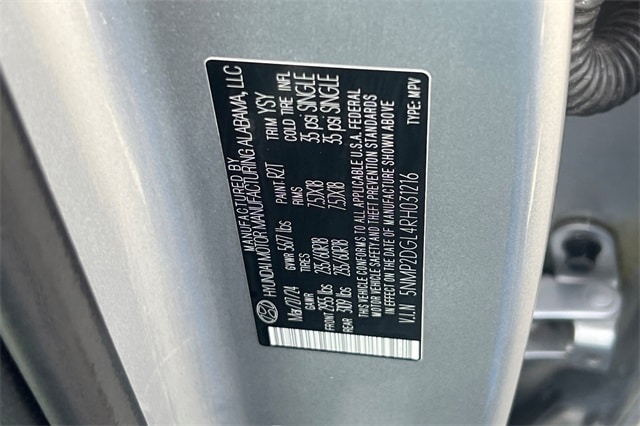 MANUFACTURED BY
HYUNDAI MOTOR MANUFACTURING ALABAMA, LLC
Mar/01/24 GVWR 5677 lbs PAINT: R2T TRIM YSY
GAWR TIRES RIMS COLD TIRE INFL
FRONT 2955 lbs 235/60R18 7.5JX18 35 psi SINGLE
REAR 3091 lbs 235/60R18 7.5JX18 35 psi SINGLE
THIS VEHICLE CONFORMS TO ALL APPLICABLE U.S.A. FEDERAL
MOTOR VEHICLE SAFETY AND THEFT PREVENTION STANDARDS
IN EFFECT ON THE DATE OF MANUFACTURE SHOWN ABOVE
V.I.N: 5NMP2DGL4RH031216 TYPE: MPV